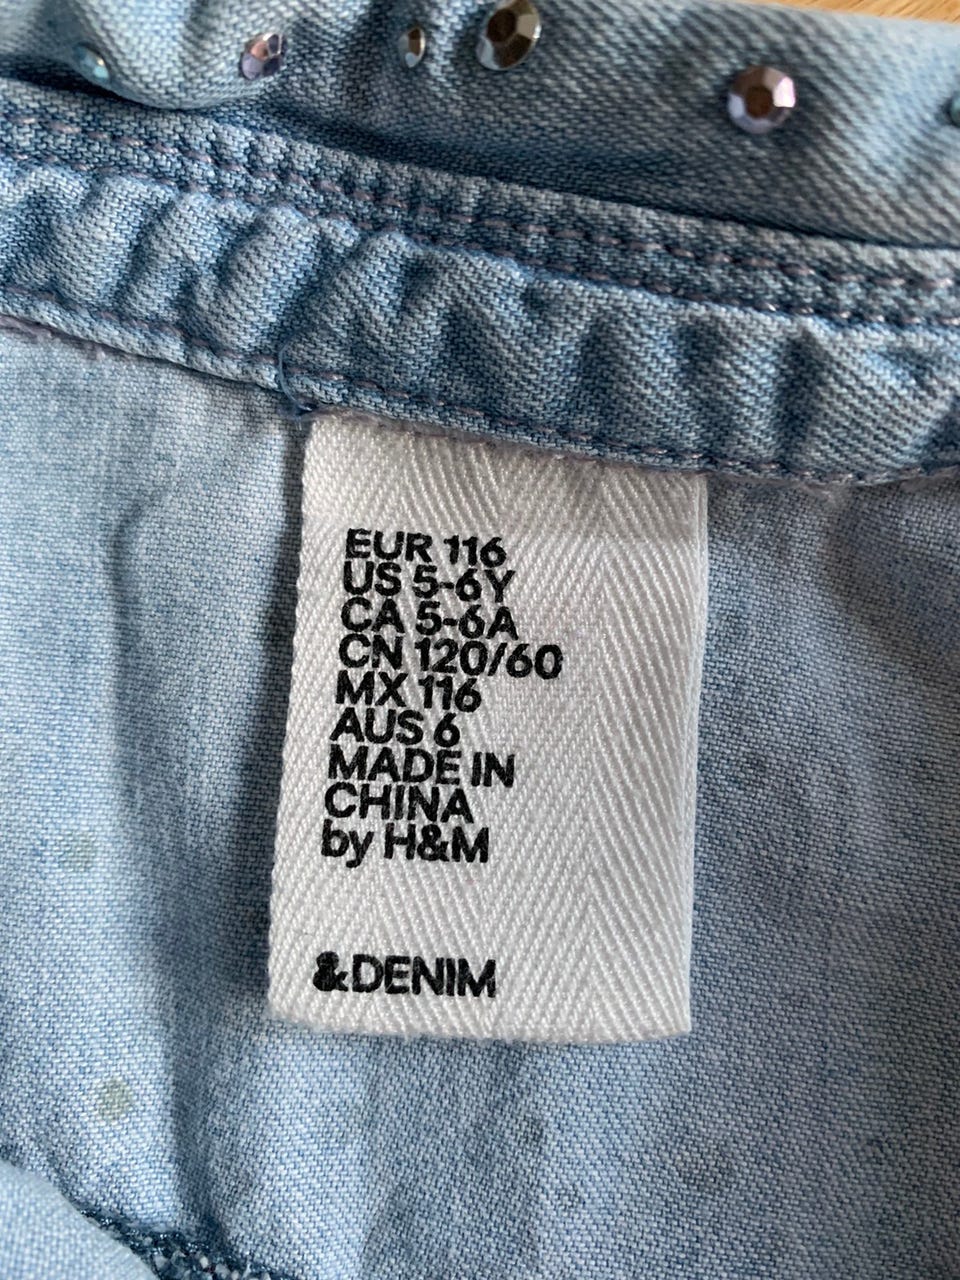 EUR 116
US 5-6Y
CA 5-6A
CN 120/60
MX 116
AUS 6
MADE IN
CHINA
by H&M
&DENIM